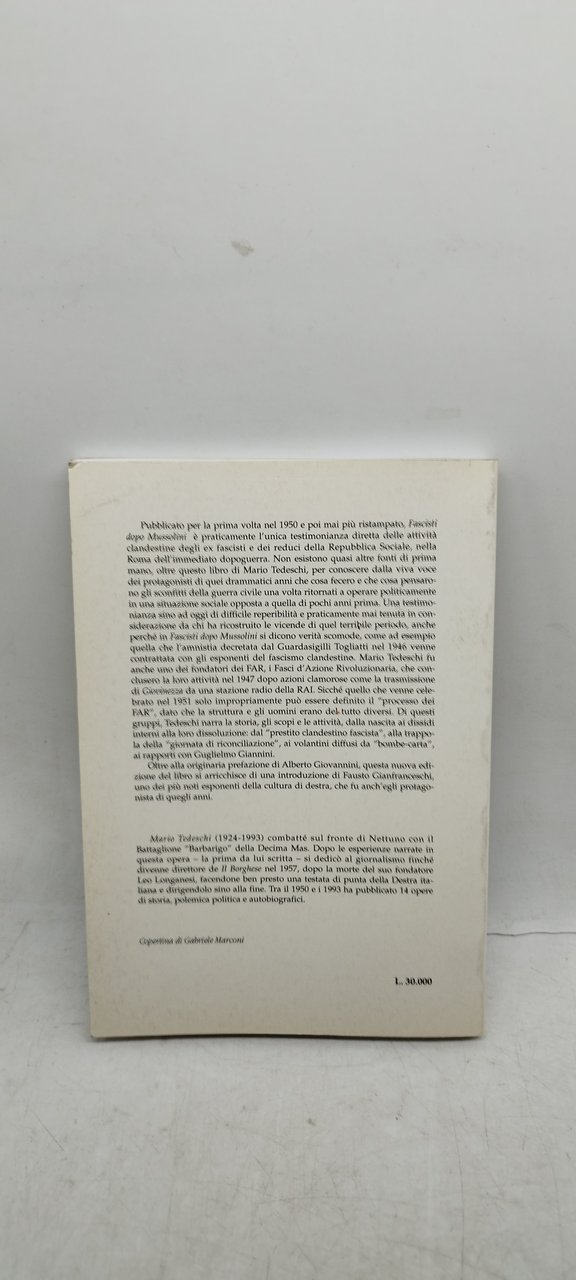 Pubblicato per la prima volta nel 1950 e poi mai più ristampato, Fascisti
dopo Mussolini è praticamente l'unica testimonianza diretta delle attività
clandestine degli ex fascisti e dei reduci della Repubblica Sociale, nella
Roma dell'immediato dopoguerra. Non esistono quasi altre fonti di prima
mano, oltre questo libro di Mario Tedeschi, per conoscere dalla viva voce
dei protagonisti di quei drammatici anni che cosa fecero e che cosa pensaro-
no gli sconfitti della guerra civile una volta ritornati a operare politicamente
in una situazione sociale opposta a quella di pochi anni prima. Una testimo-
nianza sino ad oggi di difficile reperibilità e praticamente mai tenuta in con-
siderazione da chi ha ricostruito le vicende di quel terribile periodo, anche
perché in Fascisti dopo Mussolini si dicono verità scomode, come ad esempio
quella che l'amnistia decretata dal Guardasigilli Togliatti nel 1946 venne
contrattata con gli esponenti del fascismo clandestino. Mario Tedeschi fu
anche uno dei fondatori dei FAR, i Fasci d'Azione Rivoluzionaria, che con-
clusero la loro attività nel 1947 dopo azioni clamorose come la trasmissione
di Giovinezza da una stazione radio della RAI. Sicché quello che venne cele-
brato nel 1951 solo impropriamente può essere definito il "processo dei
FAR", dato che la struttura e gli uomini erano del tutto diversi. Di questi
gruppi, Tedeschi narra la storia, gli scopi e le attività, dalla nascita ai dissidi
interni alla loro dissoluzione: dal "prestito clandestino fascista", alla trappo-
la della "giornata di riconciliazione", ai volantini diffusi da "bombe-carta",
ai rapporti con Guglielmo Giannini.
Oltre alla originaria prefazione di Alberto Giovannini, questa nuova edi-
zione del libro si arricchisce di una introduzione di Fausto Gianfranceschi,
uno dei più noti esponenti della cultura di destra, che fu anch'egli protago-
nista di quegli anni.
Mario Tedeschi (1924-1993) combatté sul fronte di Nettuno con il
Battaglione "Barbarigo" della Decima Mas. Dopo le esperienze narrate in
questa opera – la prima da lui scritta – si dedicò al giornalismo finché
divenne direttore de Il Borghese nel 1957, dopo la morte del suo fondatore
Leo Longanesi, facendone ben presto una testata di punta della Destra ita-
liana e dirigendolo sino alla fine. Tra il 1950 e i 1993 ha pubblicato 14 opere
di storia, polemica politica e autobiografici.
Copertina di Gabriele Marconi
L. 30.000